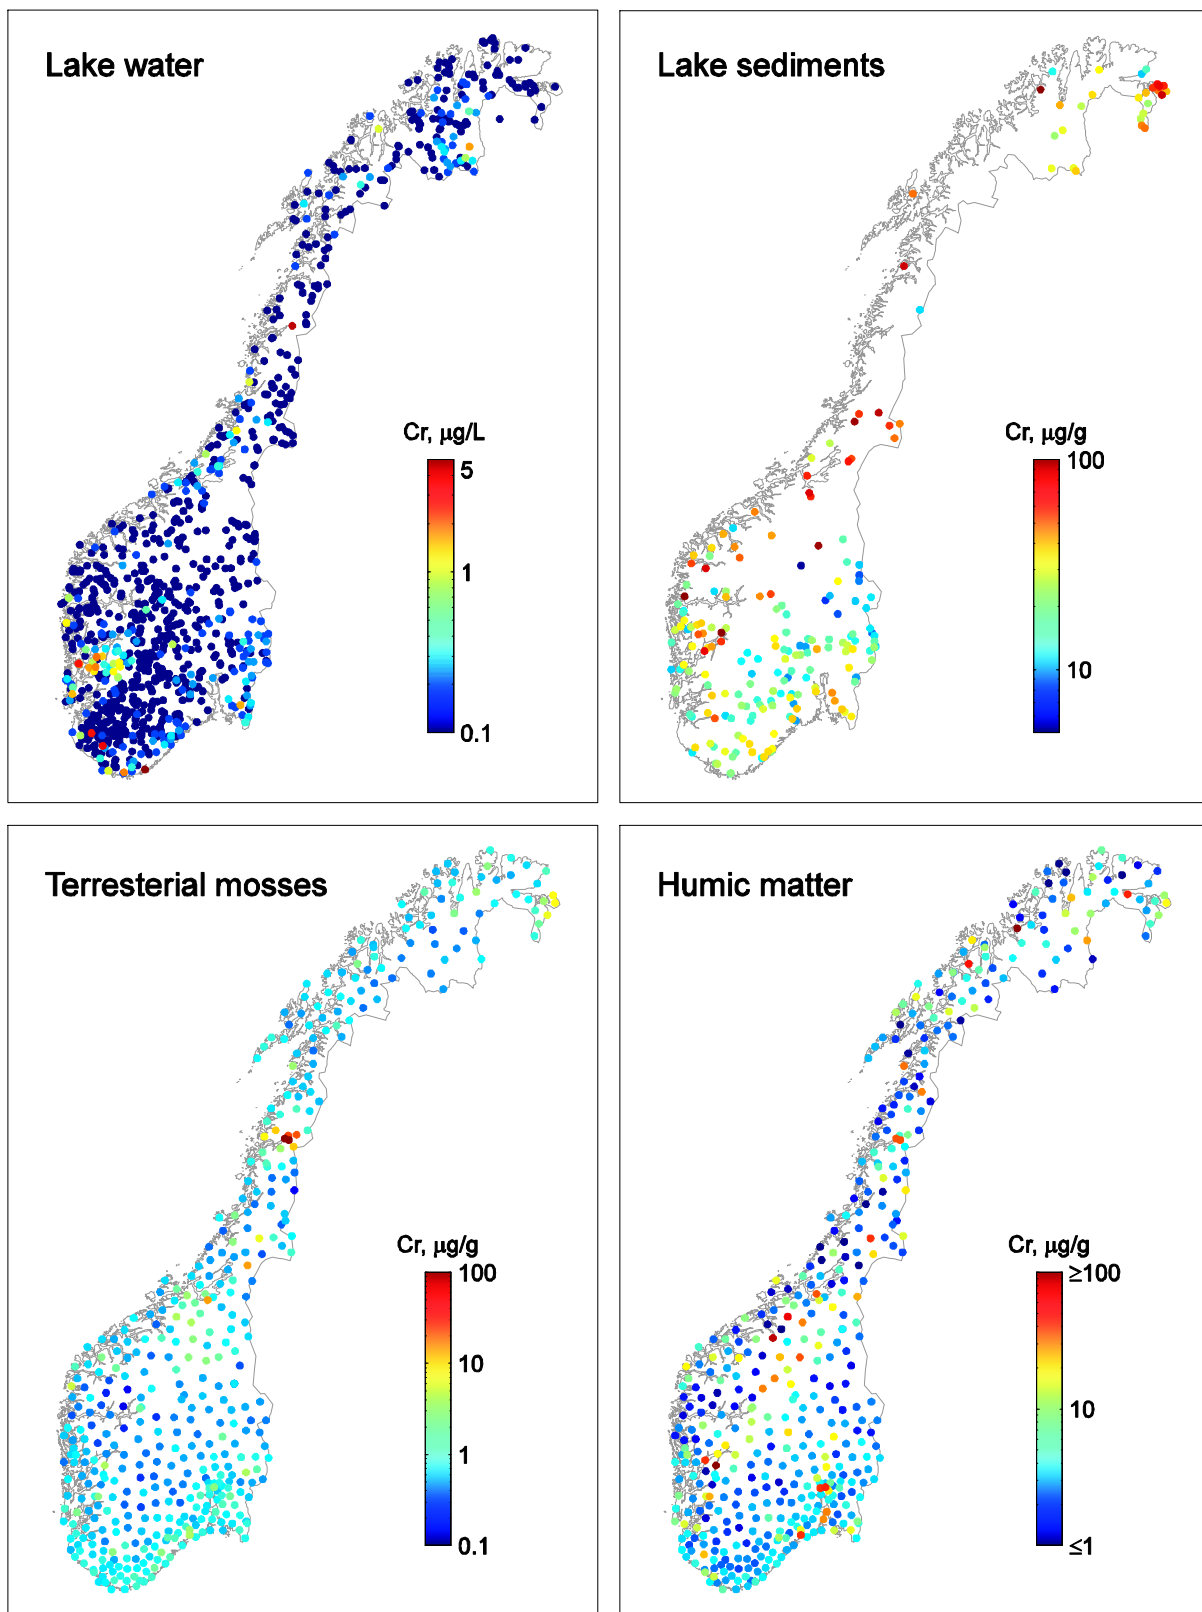 Lake water
Cr, µg/L
5
1
0.1
Lake sediments
Cr, µg/g
100
10
Terresterial mosses
Cr, µg/g
100
10
1
0.1
Humic matter
Cr, µg/g
≥100
10
≤1